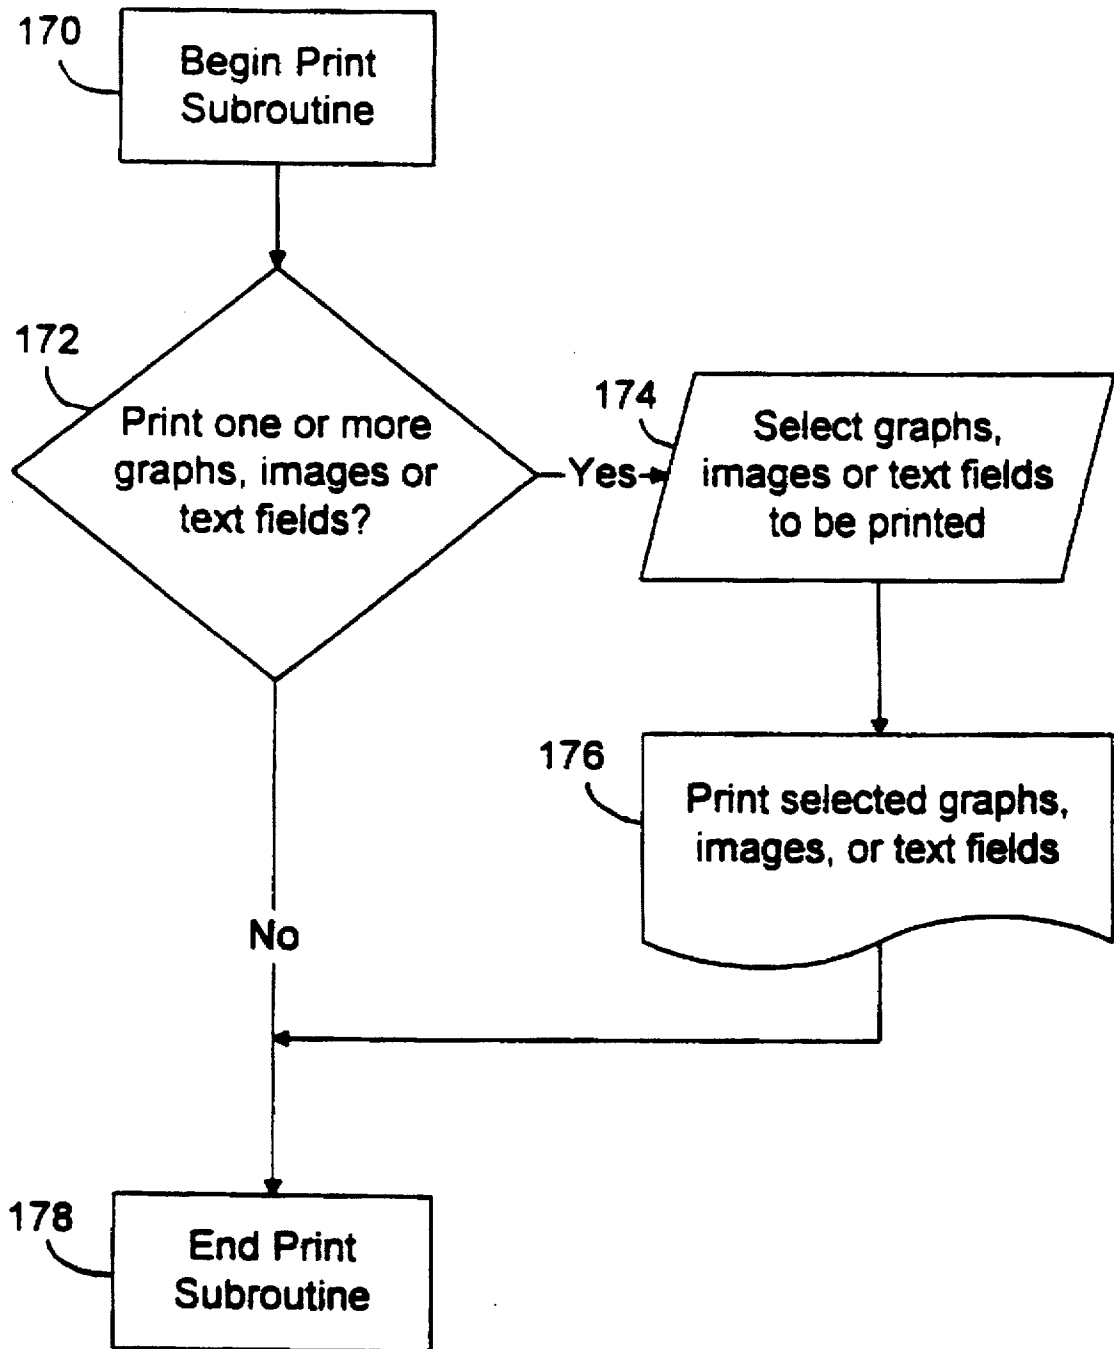 170
Begin Print
Subroutine
172
Print one or more
graphs, images or
text fields?
Yes
174
Select graphs,
images or text fields
to be printed
176
Print selected graphs,
images, or text fields
No
178
End Print
Subroutine